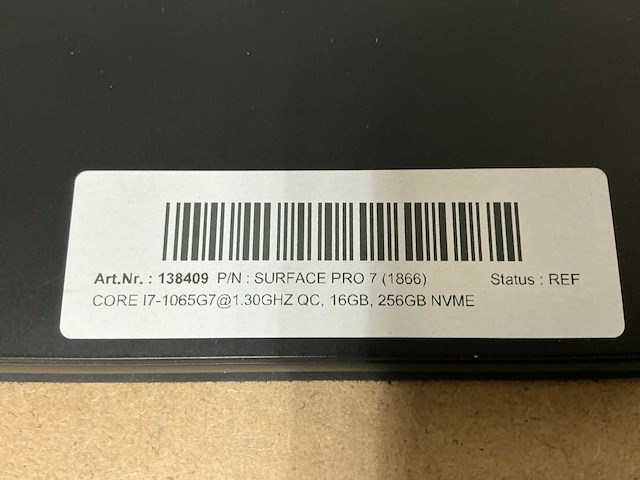 Art.Nr. : 138409 P/N : SURFACE PRO 7 (1866) Status : REF
CORE I7-1065G7@1.30GHZ QC, 16GB, 256GB NVME